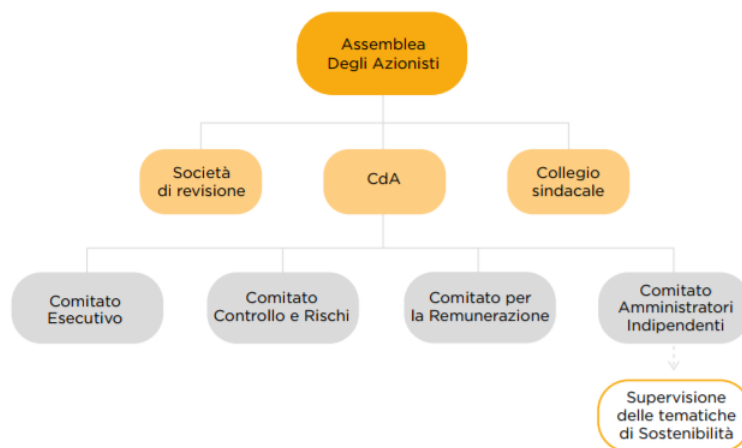 Assemblea
Degli Azionisti
Società
di revisione
CdA
Collegio
sindacale
Comitato
Esecutivo
Comitato
Controllo e Rischi
Comitato per
la Remunerazione
Comitato
Amministratori
Indipendenti
Supervisione
delle tematiche
di Sostenibilità